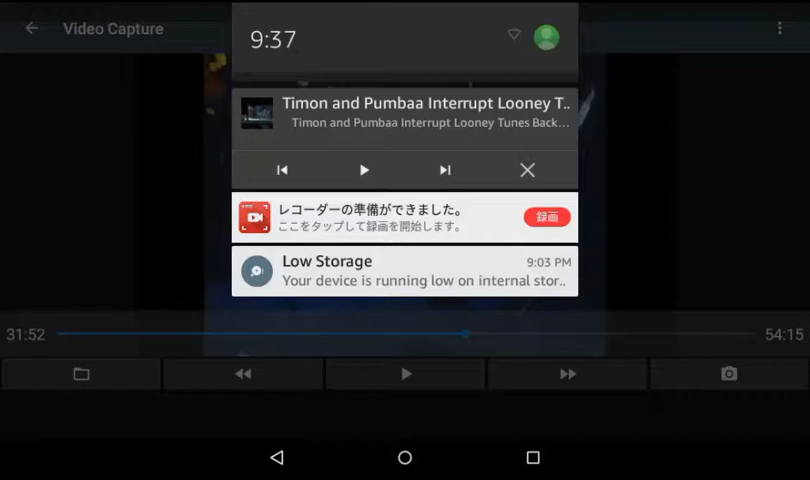 Video Capture
9:37
Timon and Pumbaa Interrupt Looney T..
Timon and Pumbaa Interrupt Looney Tunes Back...
レコーダーの準備ができました。
ここをタップして録画を開始します。
録画
Low Storage
9:03 PM
Your device is running low on internal stor..
31:52
54:15